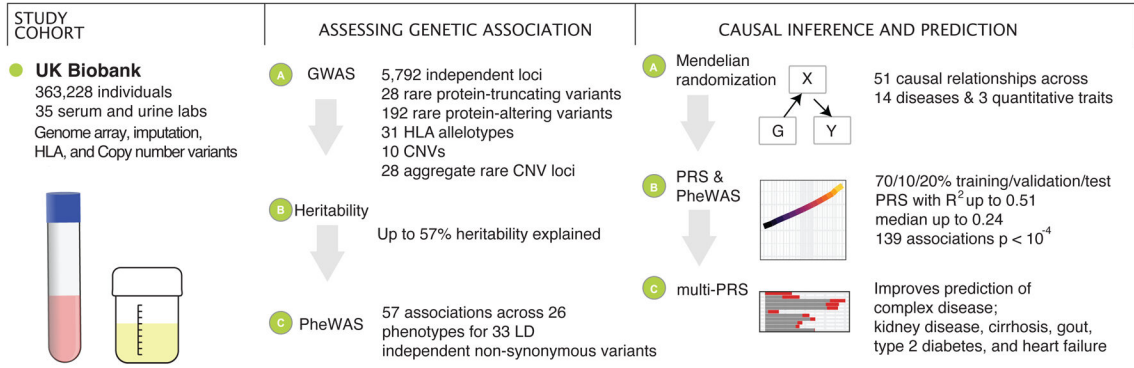 STUDY
COHORT
UK Biobank
363,228 individuals
35 serum and urine labs
Genome array, imputation,
HLA, and Copy number variants
ASSESSING GENETIC ASSOCIATION
A
GWAS
5,792 independent loci
28 rare protein-truncating variants
192 rare protein-altering variants
31 HLA allelotypes
10 CNVs
28 aggregate rare CNV loci
B
Heritability
Up to 57% heritability explained
C
PheWAS
57 associations across 26
phenotypes for 33 LD
independent non-synonymous variants
CAUSAL INFERENCE AND PREDICTION
A
Mendelian
randomization
X
G
Y
51 causal relationships across
14 diseases & 3 quantitative traits
B
PRS &
PheWAS
70/10/20% training/validation/test
PRS with R² up to 0.51
median up to 0.24
139 associations p < 10⁻⁴
C
multi-PRS
Improves prediction of
complex disease;
kidney disease, cirrhosis, gout,
type 2 diabetes, and heart failure